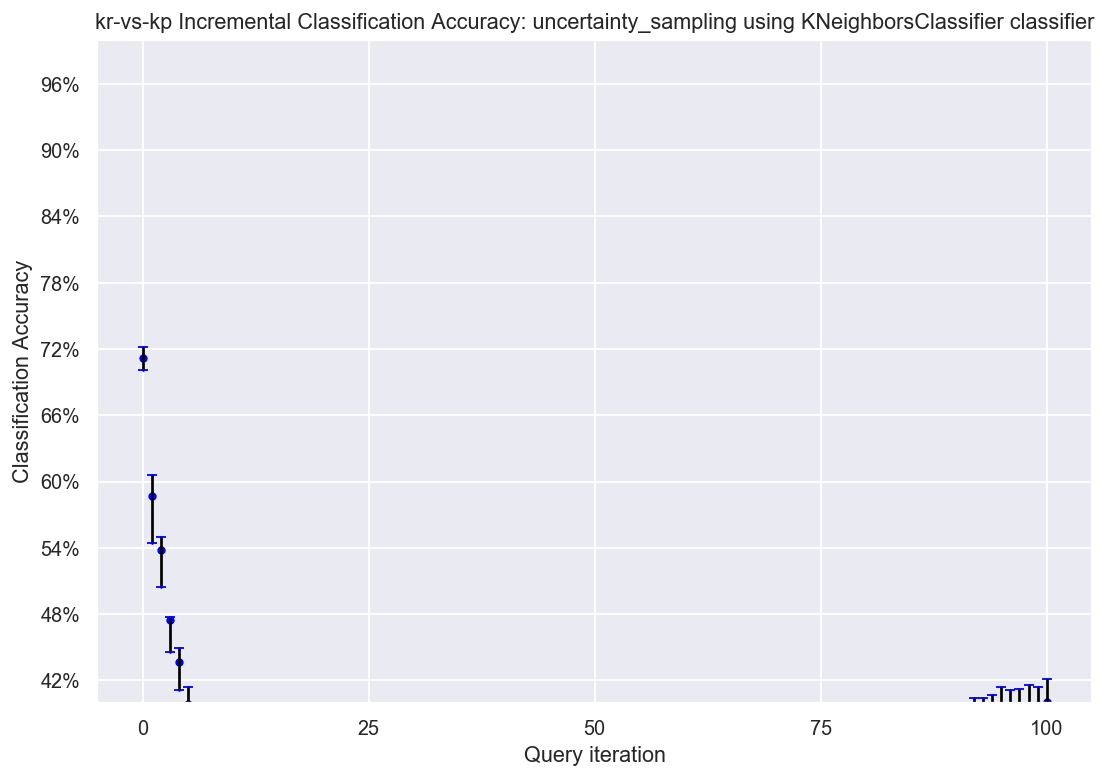 kr-vs-kp Incremental Classification Accuracy: uncertainty_sampling using KNeighborsClassifier classifier
96%
90%
84%
78%
72%
66%
60%
54%
48%
42%
Classification Accuracy
0 25 50 75 100
Query iteration